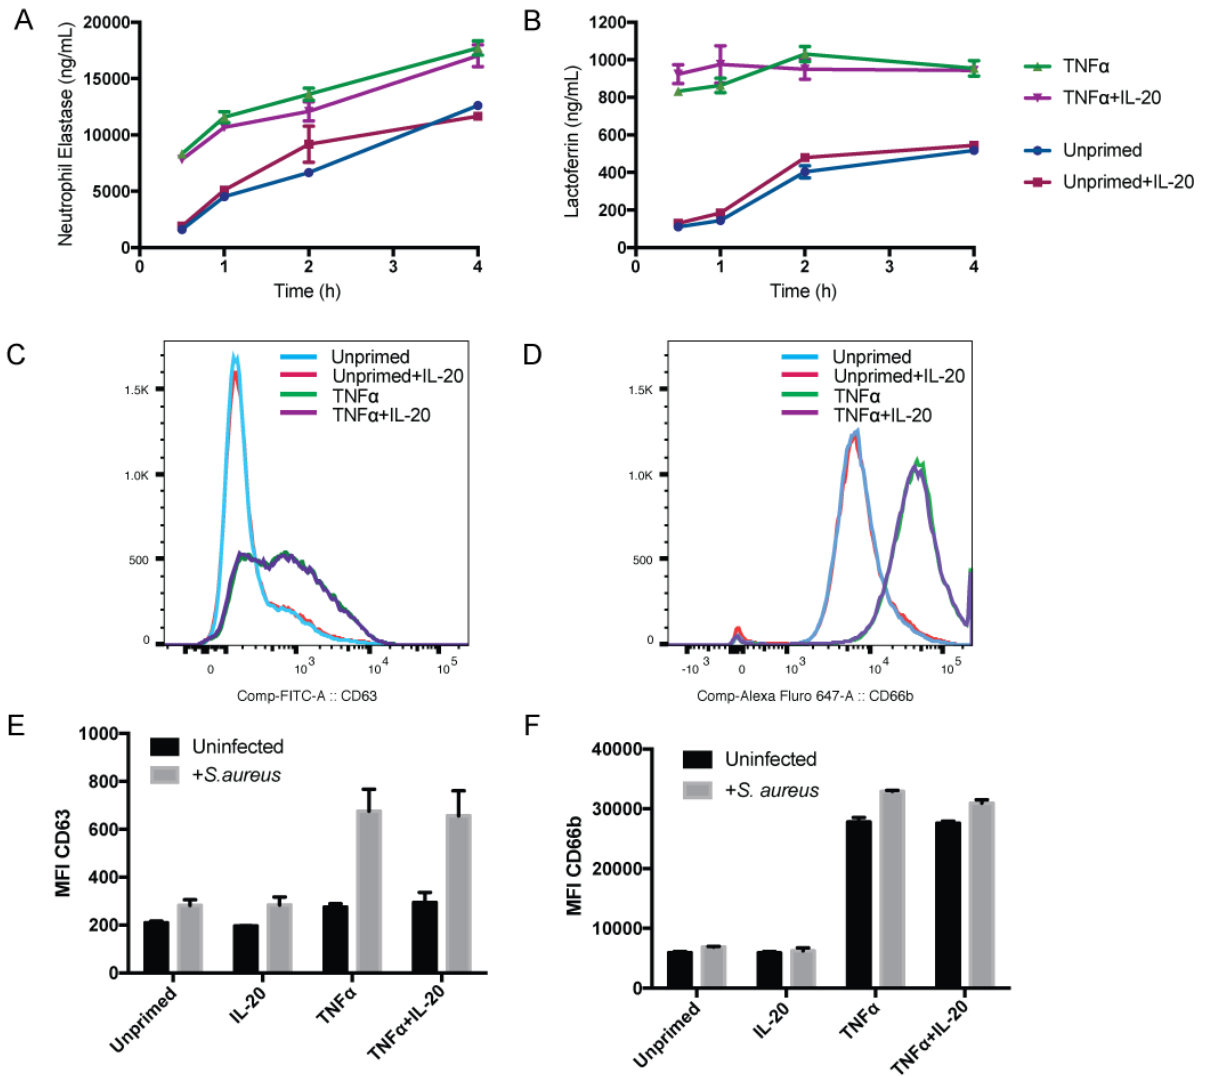 A
Neutrophil Elastase (ng/mL)
20000
15000
10000
5000
0
0 1 2 3 4
Time (h)
B
Lactoferrin (ng/mL)
1200
1000
800
600
400
200
0
0 1 2 3 4
Time (h)
TNFα
TNFα+IL-20
Unprimed
Unprimed+IL-20
C
Unprimed
Unprimed+IL-20
TNFα
TNFα+IL-20
1.5K
1.0K
500
0
0 10³ 10⁴ 10⁵
Comp-FITC-A :: CD63
D
Unprimed
Unprimed+IL-20
TNFα
TNFα+IL-20
1.5K
1.0K
500
0
-10³ 0 10³ 10⁴ 10⁵
Comp-Alexa Fluro 647-A :: CD66b
E
MFI CD63
1000
800
600
400
200
0
Uninfected
+S.aureus
Unprimed
IL-20
TNFα
TNFα+IL-20
F
MFI CD66b
40000
30000
20000
10000
0
Uninfected
+S. aureus
Unprimed
IL-20
TNFα
TNFα+IL-20